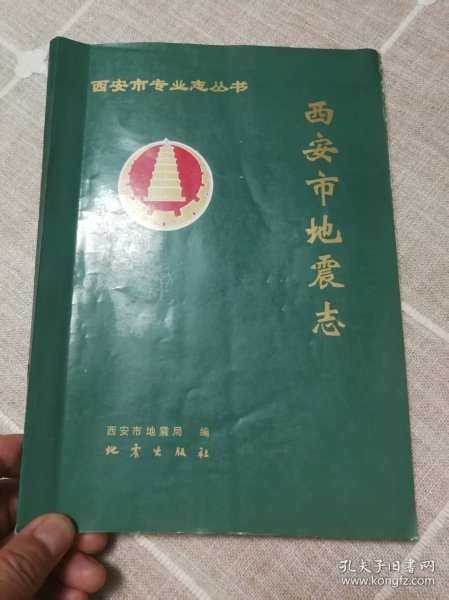 西安市专业志丛书
西安市地震志
西安市地震局 编
地震出版社
孔夫子旧书网
www.kongfz.com